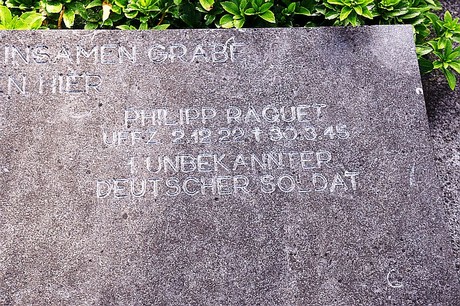 INSAMEN GRABE
N HIER
PHILIPP RAGUET
UFFZ. 2.12.22 † 30.3.45
1 UNBEKANNTER
DEUTSCHER SOLDAT